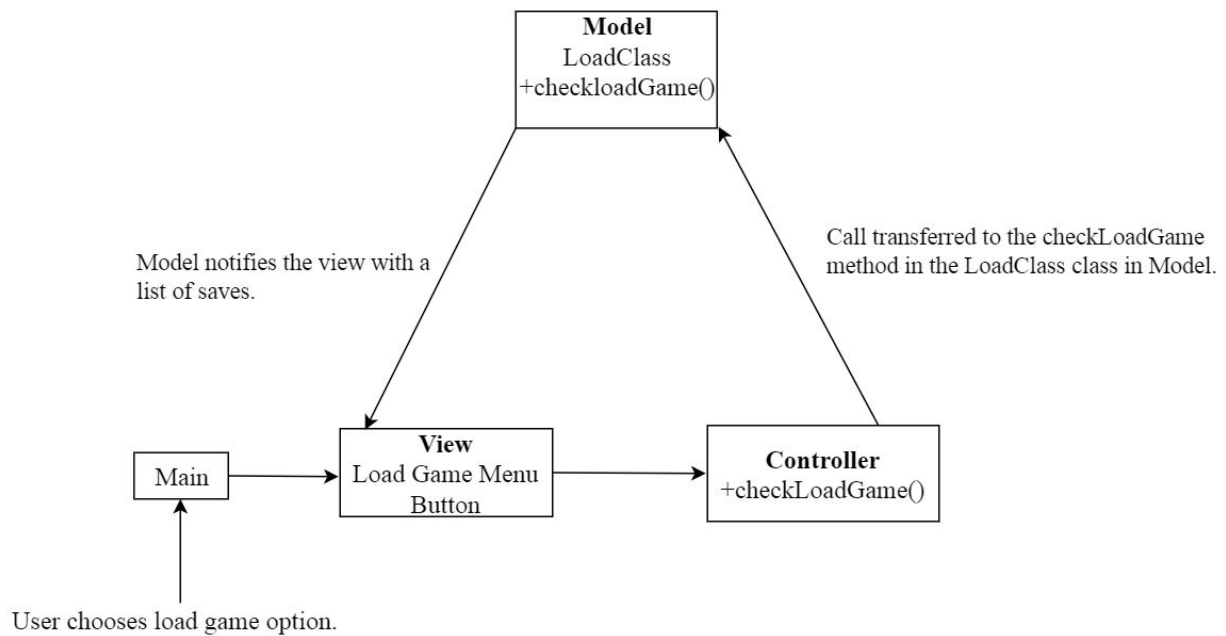 Model
LoadClass
+checkloadGame()
Model notifies the view with a
list of saves.
Call transferred to the checkLoadGame
method in the LoadClass class in Model.
Main
View
Load Game Menu
Button
Controller
+checkLoadGame()
User chooses load game option.